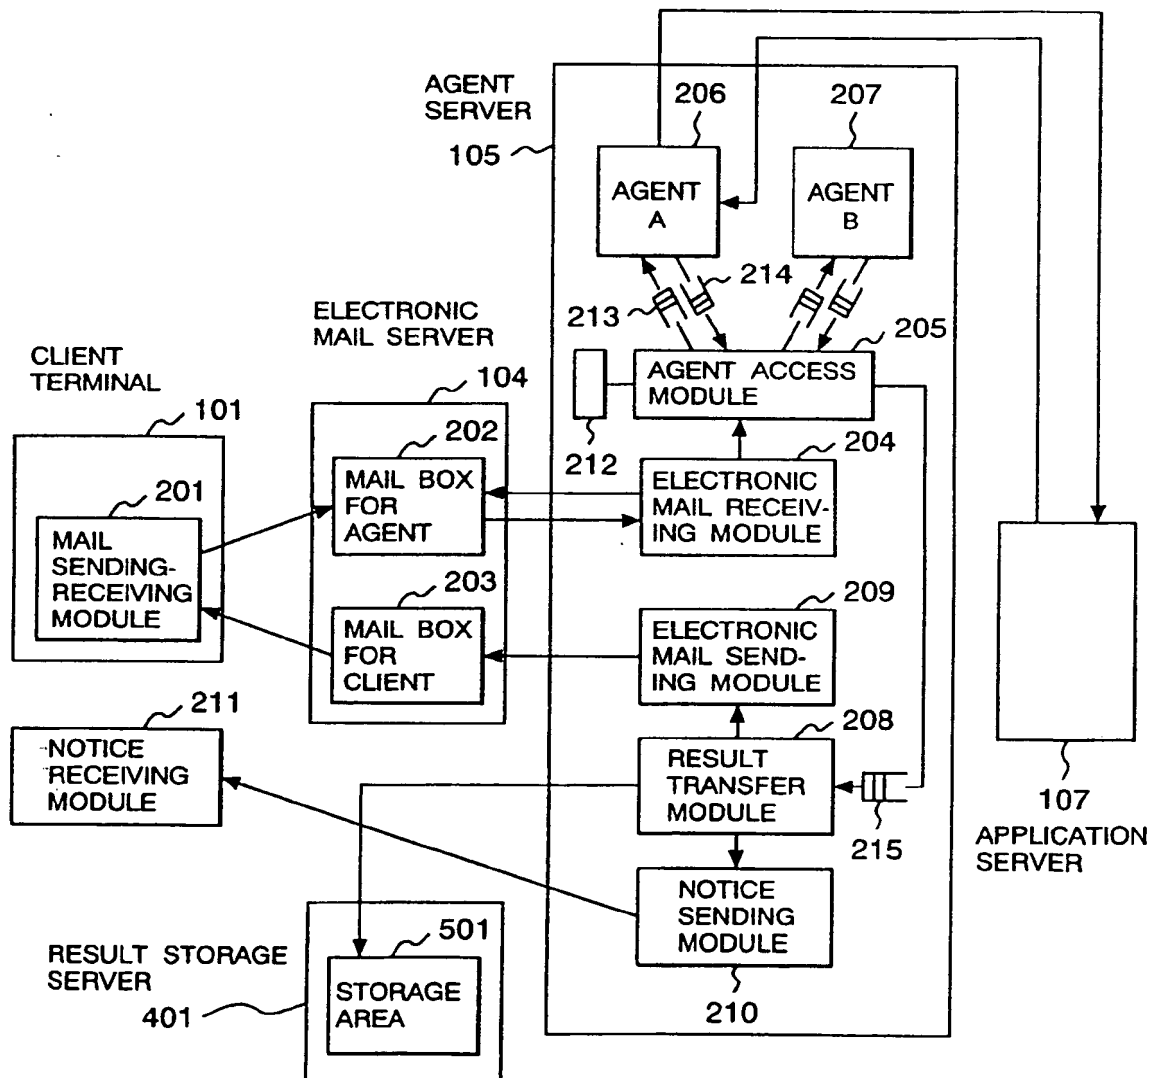 AGENT
SERVER
105
206
207
AGENT
A
AGENT
B
213
214
205
AGENT ACCESS
MODULE
212
CLIENT
TERMINAL
101
201
MAIL
SENDING-
RECEIVING
MODULE
ELECTRONIC
MAIL SERVER
104
202
MAIL BOX
FOR
AGENT
203
MAIL BOX
FOR
CLIENT
204
ELECTRONIC
MAIL RECEIV-
ING MODULE
209
ELECTRONIC
MAIL SEND-
ING MODULE
208
RESULT
TRANSFER
MODULE
215
107
APPLICATION
SERVER
211
NOTICE
RECEIVING
MODULE
NOTICE
SENDING
MODULE
210
RESULT STORAGE
SERVER
401
501
STORAGE
AREA